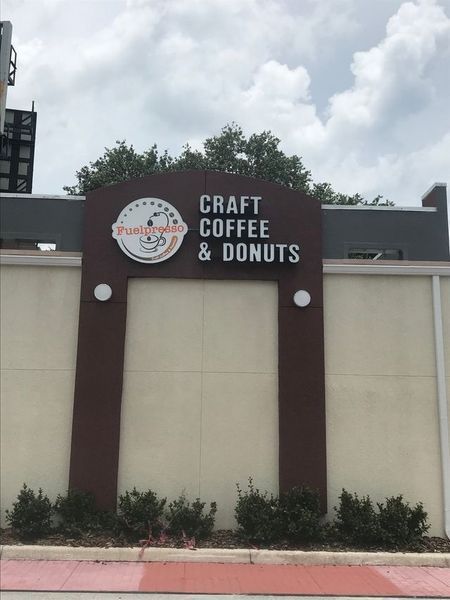 Fuelpresso
CRAFT
COFFEE
& DONUTS